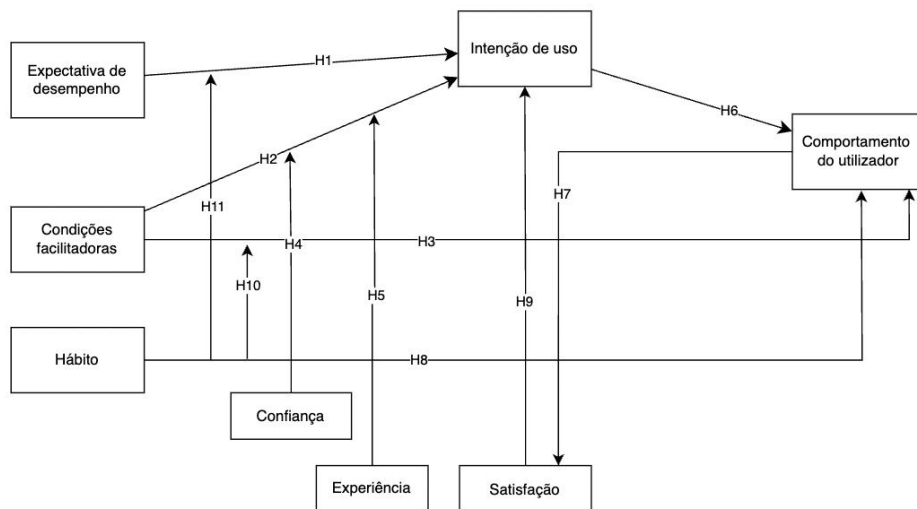 Intenção de uso
H1
Expectativa de
desempenho
H6
Comportamento
do utilizador
H2
H7
H11
Condições
facilitadoras
H4
H3
H10
H5
H9
Hábito
H8
Confiança
Experiência
Satisfação